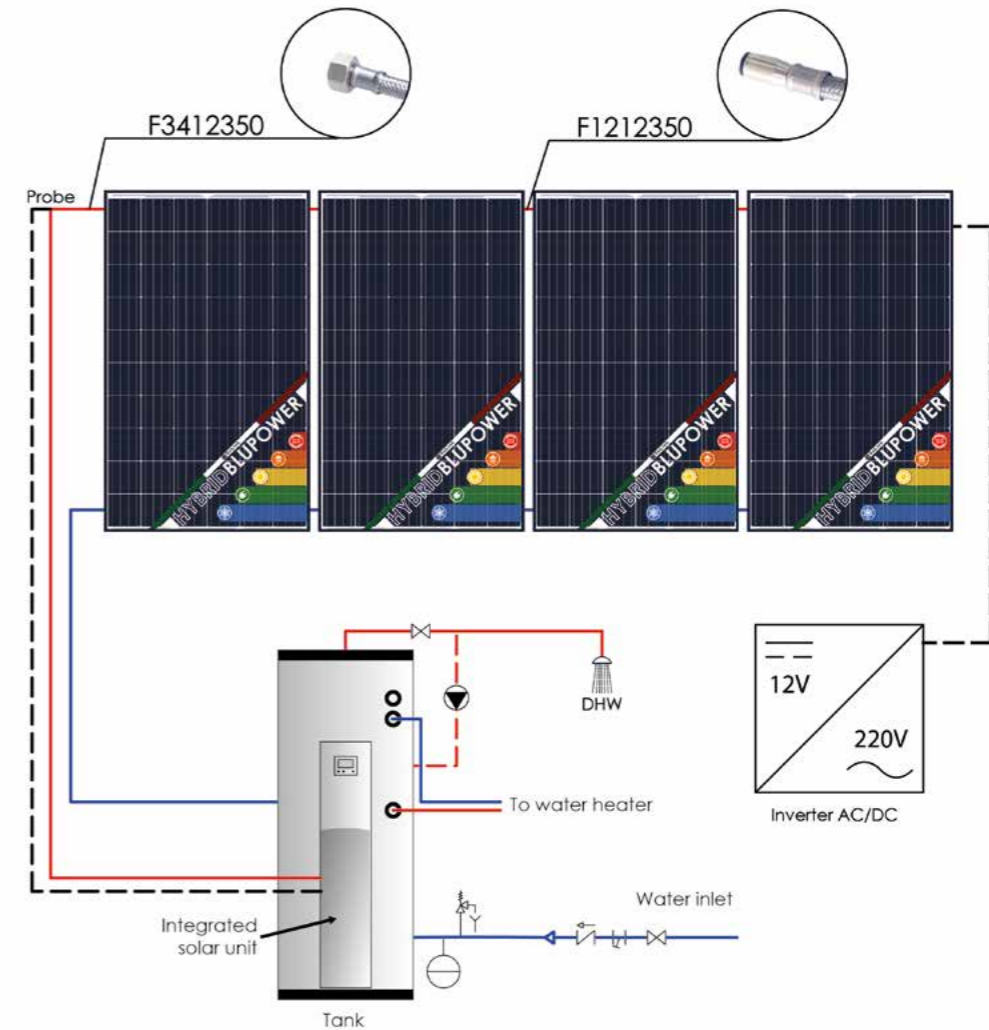 F3412350
F1212350
Probe
HYBRIDBLUPOWER
HYBRIDBLUPOWER
HYBRIDBLUPOWER
HYBRIDBLUPOWER
DHW
12V
220V
Inverter AC/DC
To water heater
Water inlet
Integrated
solar unit
Tank